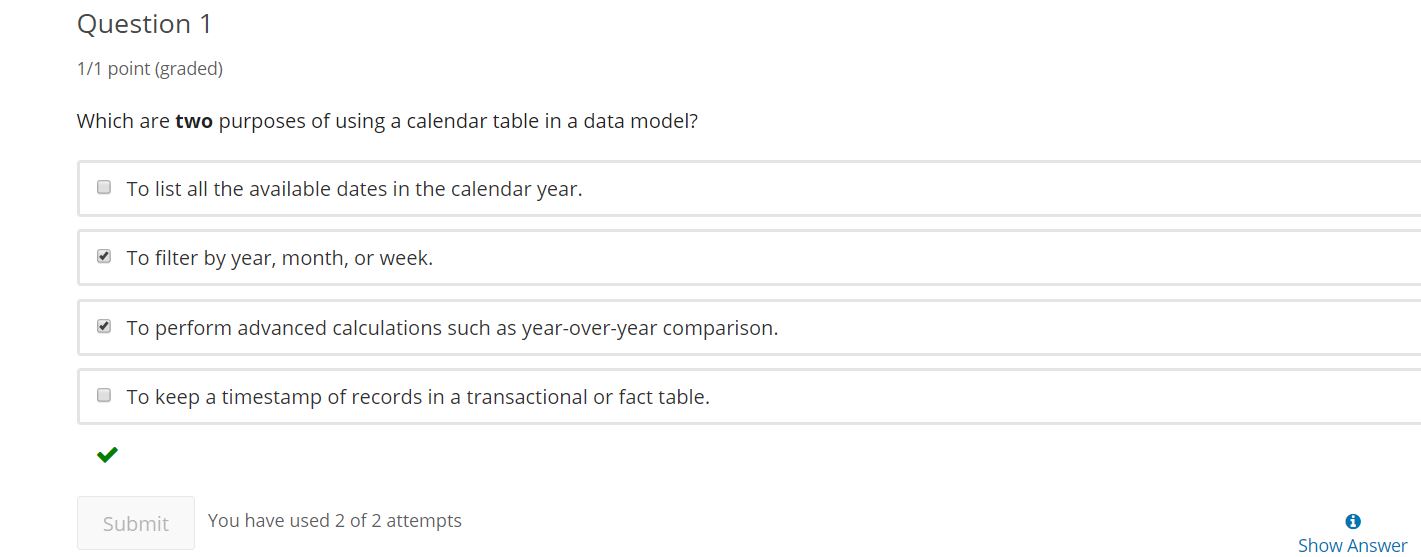 Question 1
1/1 point (graded)
Which are two purposes of using a calendar table in a data model?
To list all the available dates in the calendar year.
To filter by year, month, or week.
To perform advanced calculations such as year-over-year comparison.
To keep a timestamp of records in a transactional or fact table.
Submit You have used 2 of 2 attempts
Show Answer